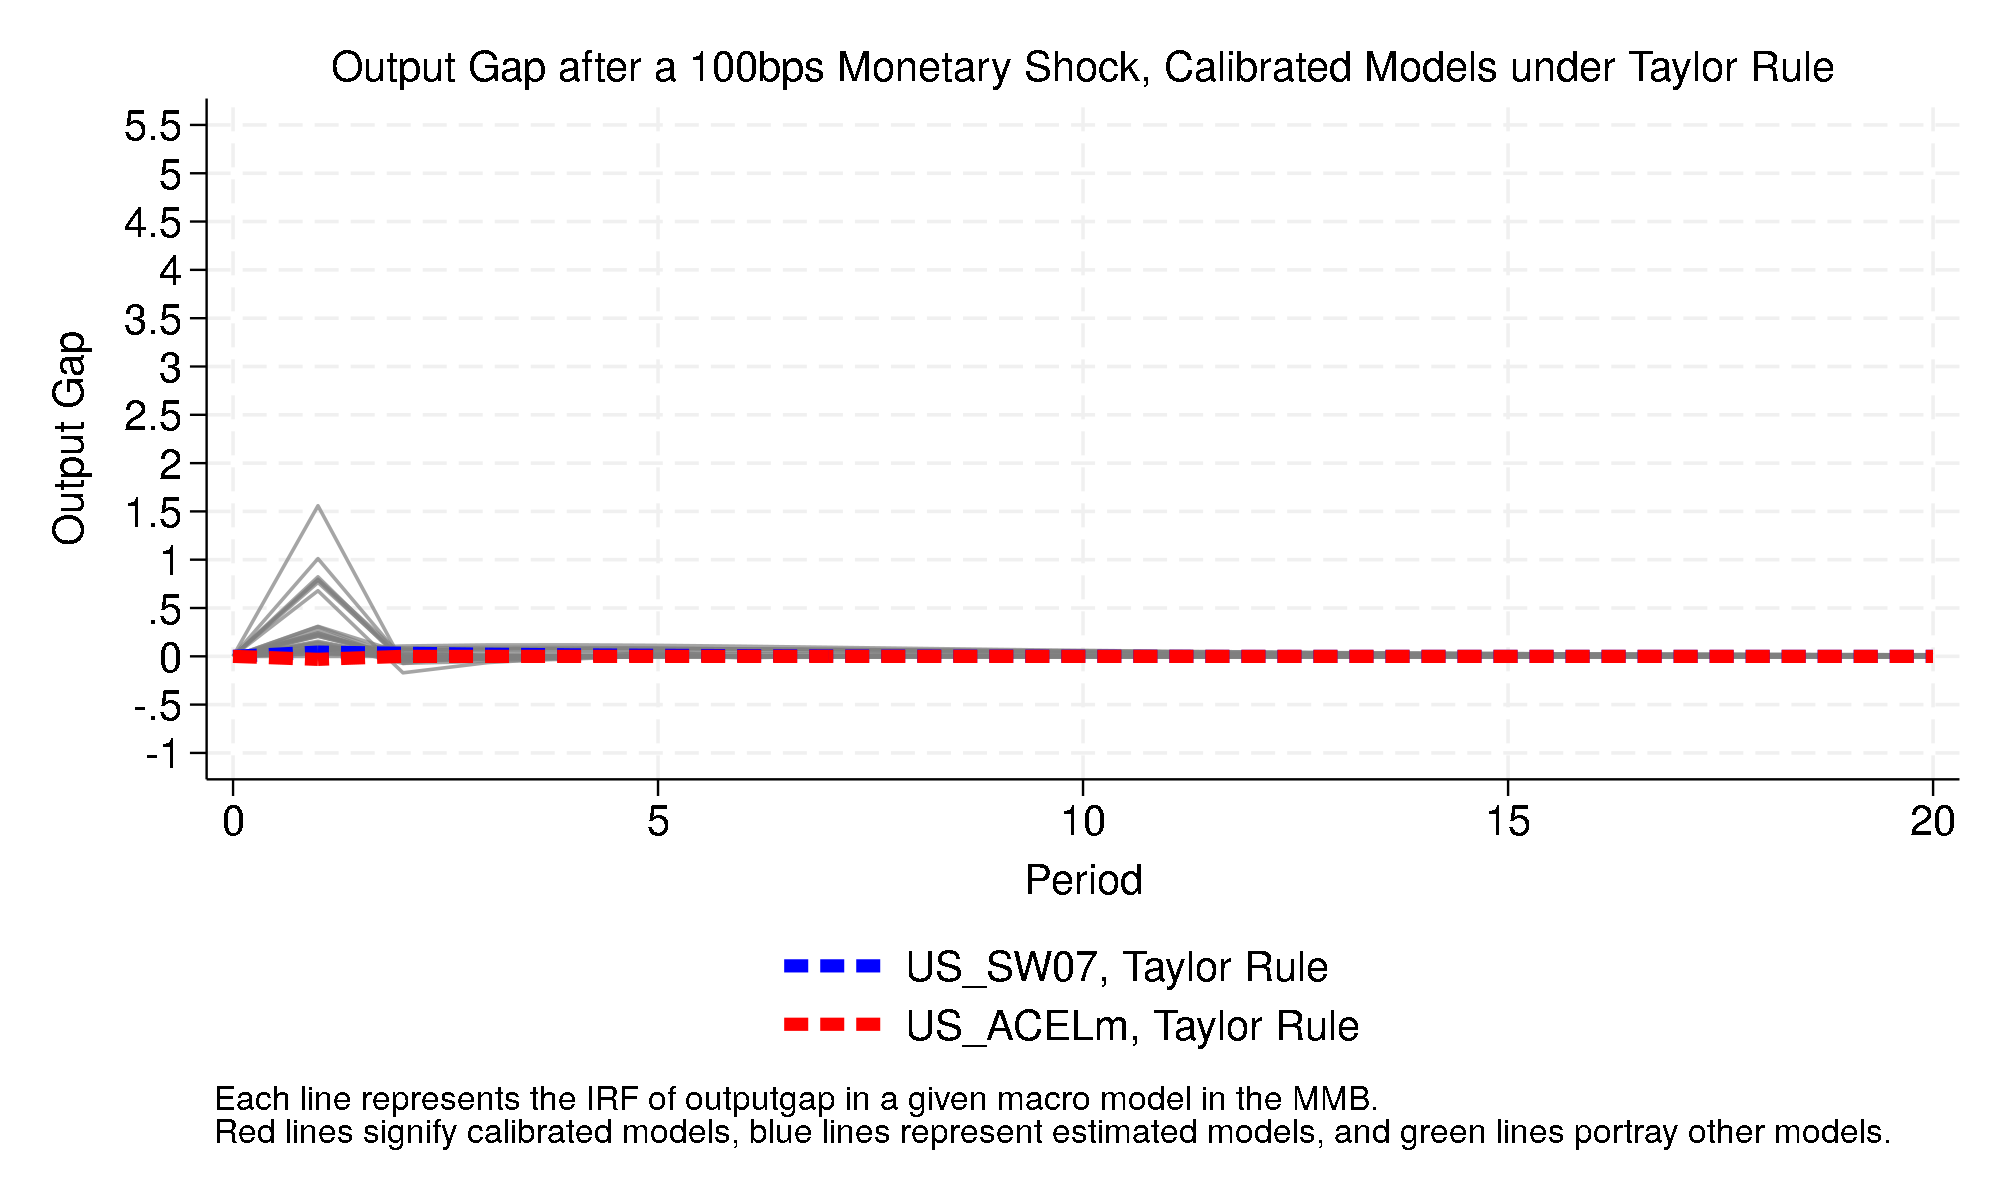 Output Gap after a 100bps Monetary Shock, Calibrated Models under Taylor Rule
Output Gap
5.5
5
4.5
4
3.5
3
2.5
2
1.5
1
.5
0
-.5
-1
0 5 10 15 20
Period
US_SW07, Taylor Rule
US_ACELm, Taylor Rule
Each line represents the IRF of outputgap in a given macro model in the MMB.
Red lines signify calibrated models, blue lines represent estimated models, and green lines portray other models.